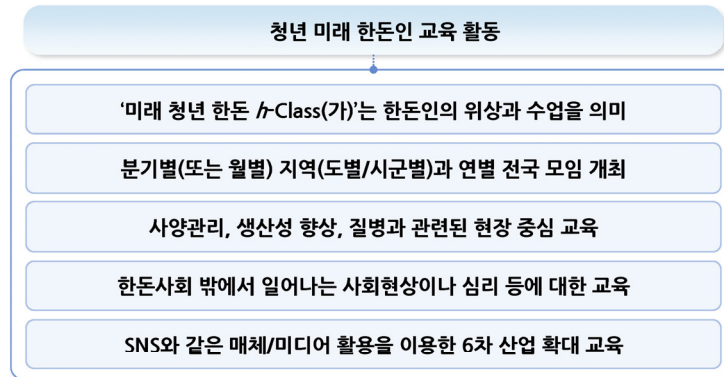 청년 미래 한돈인 교육 활동
‘미래 청년 한돈 h-Class(가)’는 한돈인의 위상과 수업을 의미
분기별(또는 월별) 지역(도별/시군별)과 연별 전국 모임 개최
사양관리, 생산성 향상, 질병과 관련된 현장 중심 교육
한돈사회 밖에서 일어나는 사회현상이나 심리 등에 대한 교육
SNS와 같은 매체/미디어 활용을 이용한 6차 산업 확대 교육